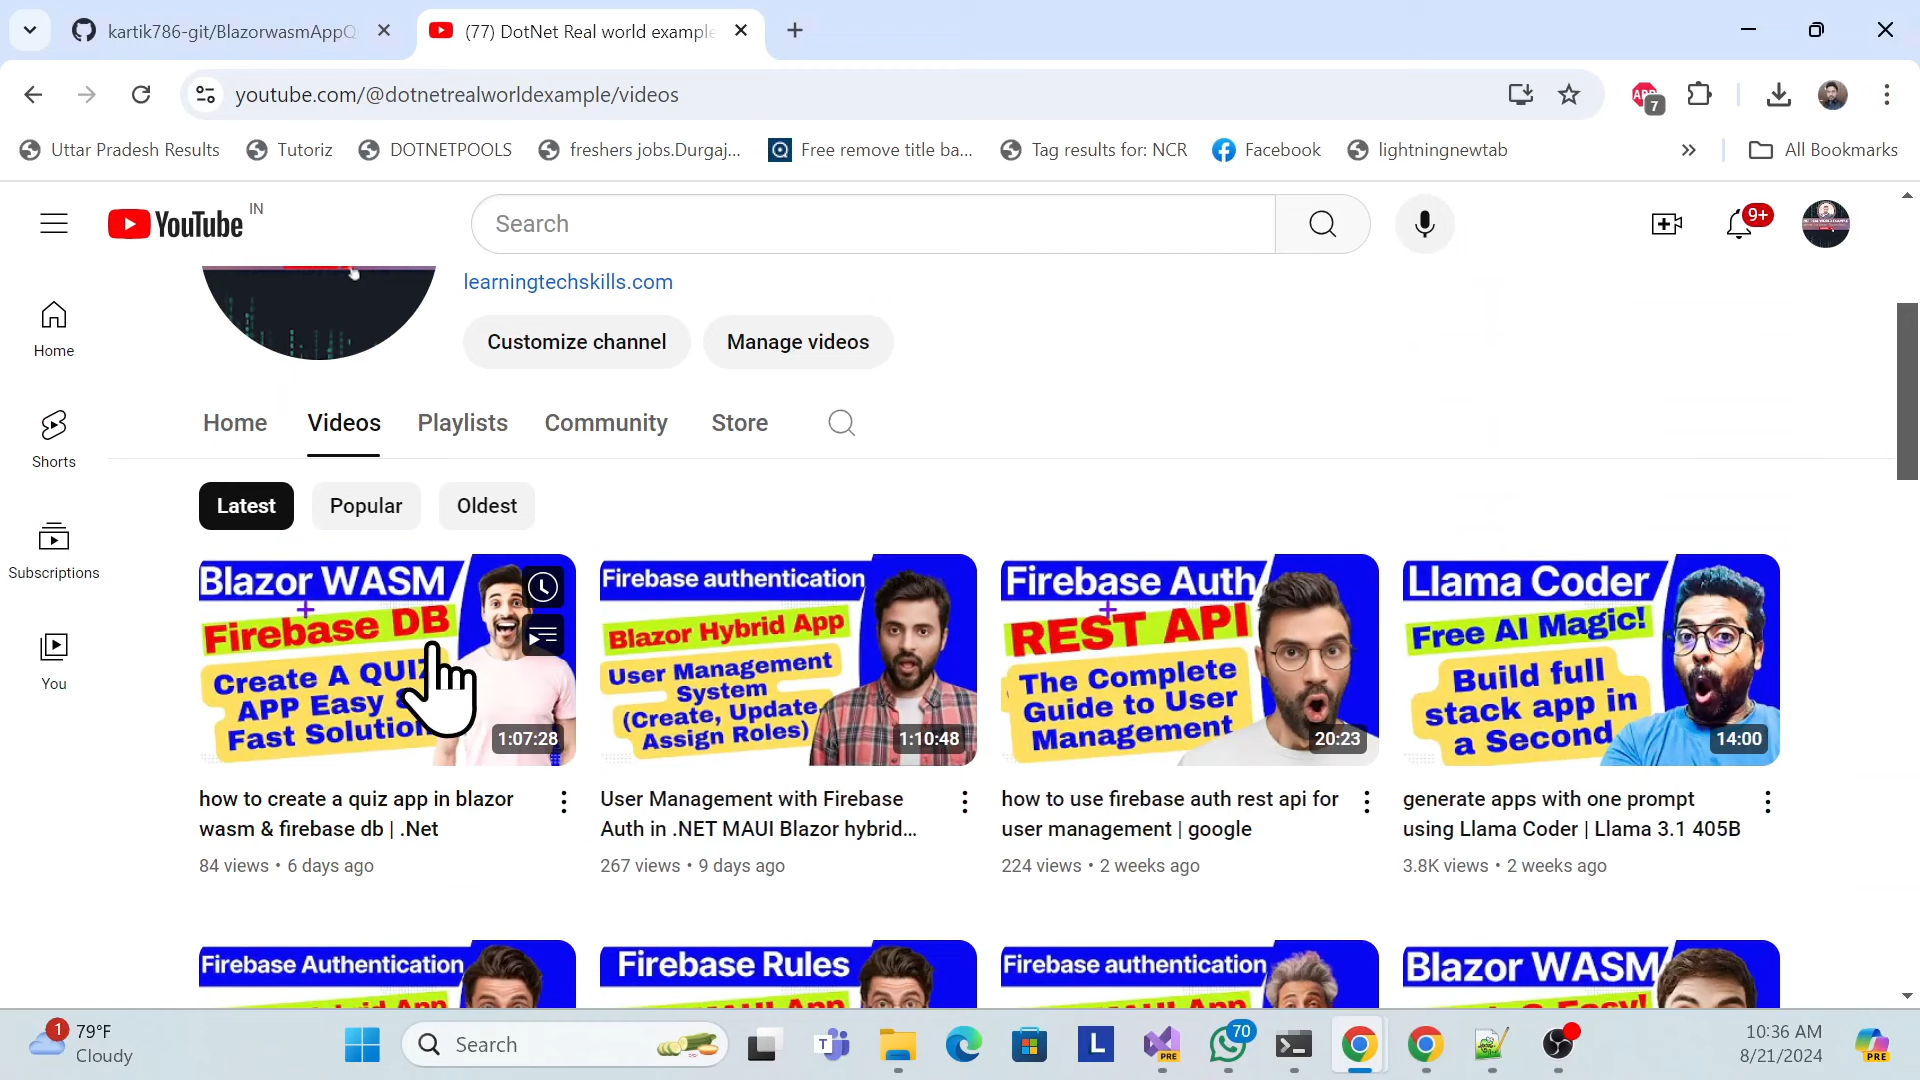 kartik786-git/BlazorwasmAppQ
(77) DotNet Real world example
youtube.com/@dotnetrealworldexample/videos
ABP
7
Uttar Pradesh Results
Tutoriz
DOTNETPOOLS
freshers jobs.Durgaj...
Free remove title ba...
Tag results for: NCR
Facebook
lightningnewtab
»
All Bookmarks
YouTube
IN
Search
9+
learningtechskills.com
Customize channel
Manage videos
Home
Shorts
Subscriptions
You
Home
Videos
Playlists
Community
Store
Latest
Popular
Oldest
Blazor WASM
+
Firebase DB
Create A QUIZ
APP Easy &
Fast Solution
1:07:28
how to create a quiz app in blazor
wasm & firebase db | .Net
84 views • 6 days ago
Firebase authentication
Blazor Hybrid App
User Management
System
(Create, Update,
Assign Roles)
1:10:48
User Management with Firebase
Auth in .NET MAUI Blazor hybrid...
267 views • 9 days ago
Firebase Auth
+
REST API
The Complete
Guide to User
Management
20:23
how to use firebase auth rest api for
user management | google
224 views • 2 weeks ago
Llama Coder
Free AI Magic!
Build full
stack app in
a Second
14:00
generate apps with one prompt
using Llama Coder | Llama 3.1 405B
3.8K views • 2 weeks ago
Firebase Authentication
Firebase Rules
Firebase authentication
Blazor WASM
1
79°F
Cloudy
Search
L
PRE
70
10:36 AM
8/21/2024
PRE